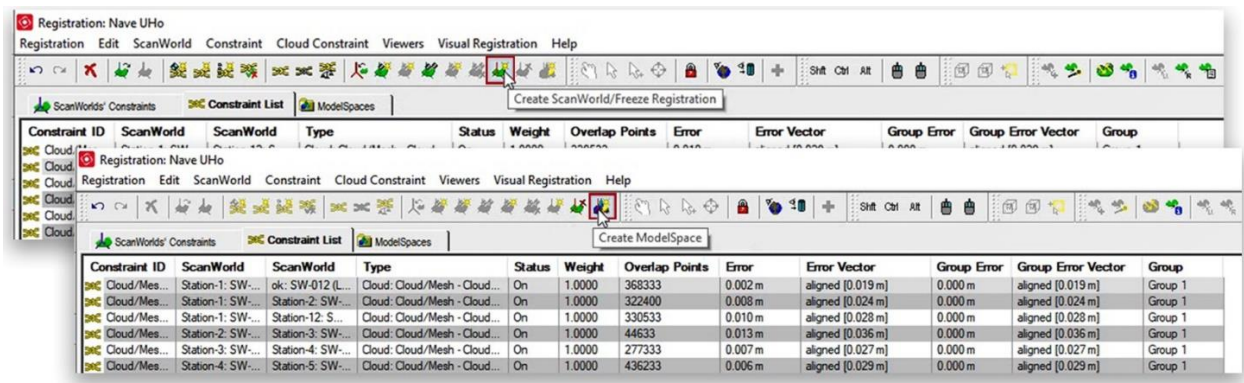 Registration: Nave UHo
Registration Edit ScanWorld Constraint Cloud Constraint Viewers Visual Registration Help
Shft Ctrl Alt
ScanWorlds' Constraints Constraint List ModelSpaces
Create ScanWorld/Freeze Registration
Constraint ID ScanWorld ScanWorld Type Status Weight Overlap Points Error Error Vector Group Error Group Error Vector Group
Cloud
Cloud.
Cloud.
Cloud.
Cloud.
Cloud.
Registration: Nave UHo
Registration Edit ScanWorld Constraint Cloud Constraint Viewers Visual Registration Help
Shft Ctrl Alt
ScanWorlds' Constraints Constraint List ModelSpaces
Create ModelSpace
Constraint ID ScanWorld ScanWorld Type Status Weight Overlap Points Error Error Vector Group Error Group Error Vector Group
Cloud/Mes... Station-1: SW-... ok: SW-012 (L... Cloud: Cloud/Mesh - Cloud... On 1.0000 368333 0.002 m aligned [0.019 m] 0.000 m aligned [0.019 m] Group 1
Cloud/Mes... Station-1: SW-... Station-2: SW-... Cloud: Cloud/Mesh - Cloud... On 1.0000 322400 0.008 m aligned [0.024 m] 0.000 m aligned [0.024 m] Group 1
Cloud/Mes... Station-1: SW-... Station-12: S... Cloud: Cloud/Mesh - Cloud... On 1.0000 330533 0.010 m aligned [0.028 m] 0.000 m aligned [0.028 m] Group 1
Cloud/Mes... Station-2: SW-... Station-3: SW-... Cloud: Cloud/Mesh - Cloud... On 1.0000 44633 0.013 m aligned [0.036 m] 0.000 m aligned [0.036 m] Group 1
Cloud/Mes... Station-3: SW-... Station-4: SW-... Cloud: Cloud/Mesh - Cloud... On 1.0000 277333 0.007 m aligned [0.027 m] 0.000 m aligned [0.027 m] Group 1
Cloud/Mes... Station-4: SW-... Station-5: SW-... Cloud: Cloud/Mesh - Cloud... On 1.0000 436233 0.006 m aligned [0.029 m] 0.000 m aligned [0.029 m] Group 1